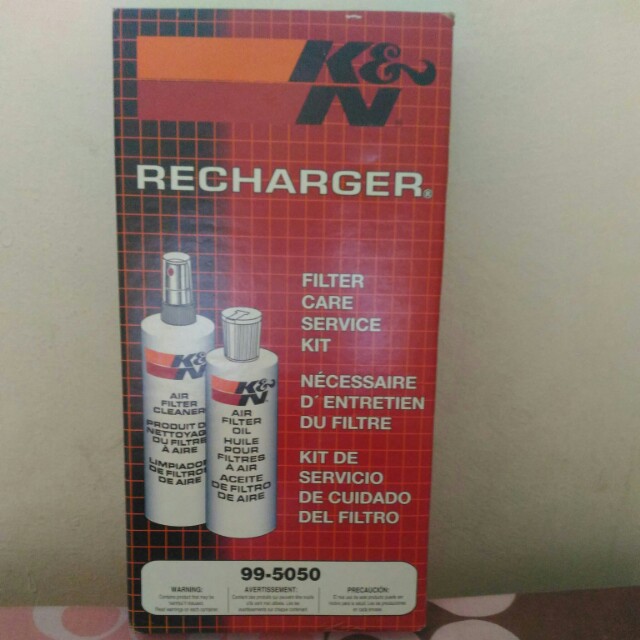 K&N
RECHARGER®
FILTER
CARE
SERVICE
KIT
NÉCESSAIRE
D'ENTRETIEN
DU FILTRE
KIT DE
SERVICIO
DE CUIDADO
DEL FILTRO
K&N
AIR
FILTER
CLEANER
PRODUIT DE
NETTOYAG
DU FILTRE
À AIRE
LIMPIADOR
DE FILTROS
DE AIRE
K&N
AIR
FILTER
OIL
HUILE
POUR
FILTRES
À AIR
ACEITE
DE FILTRO
DE AIRE
99-5050
WARNING:
AVERTISSEMENT:
PRECAUCIÓN: